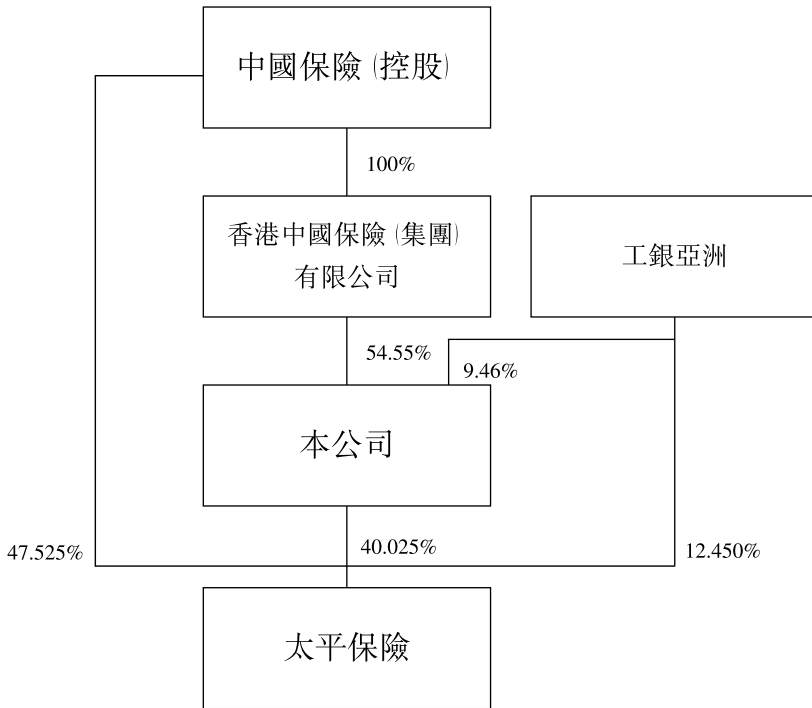 中國保險（控股）
100%
香港中國保險（集團）
有限公司
工銀亞洲
54.55%
9.46%
本公司
47.525%
40.025%
12.450%
太平保險